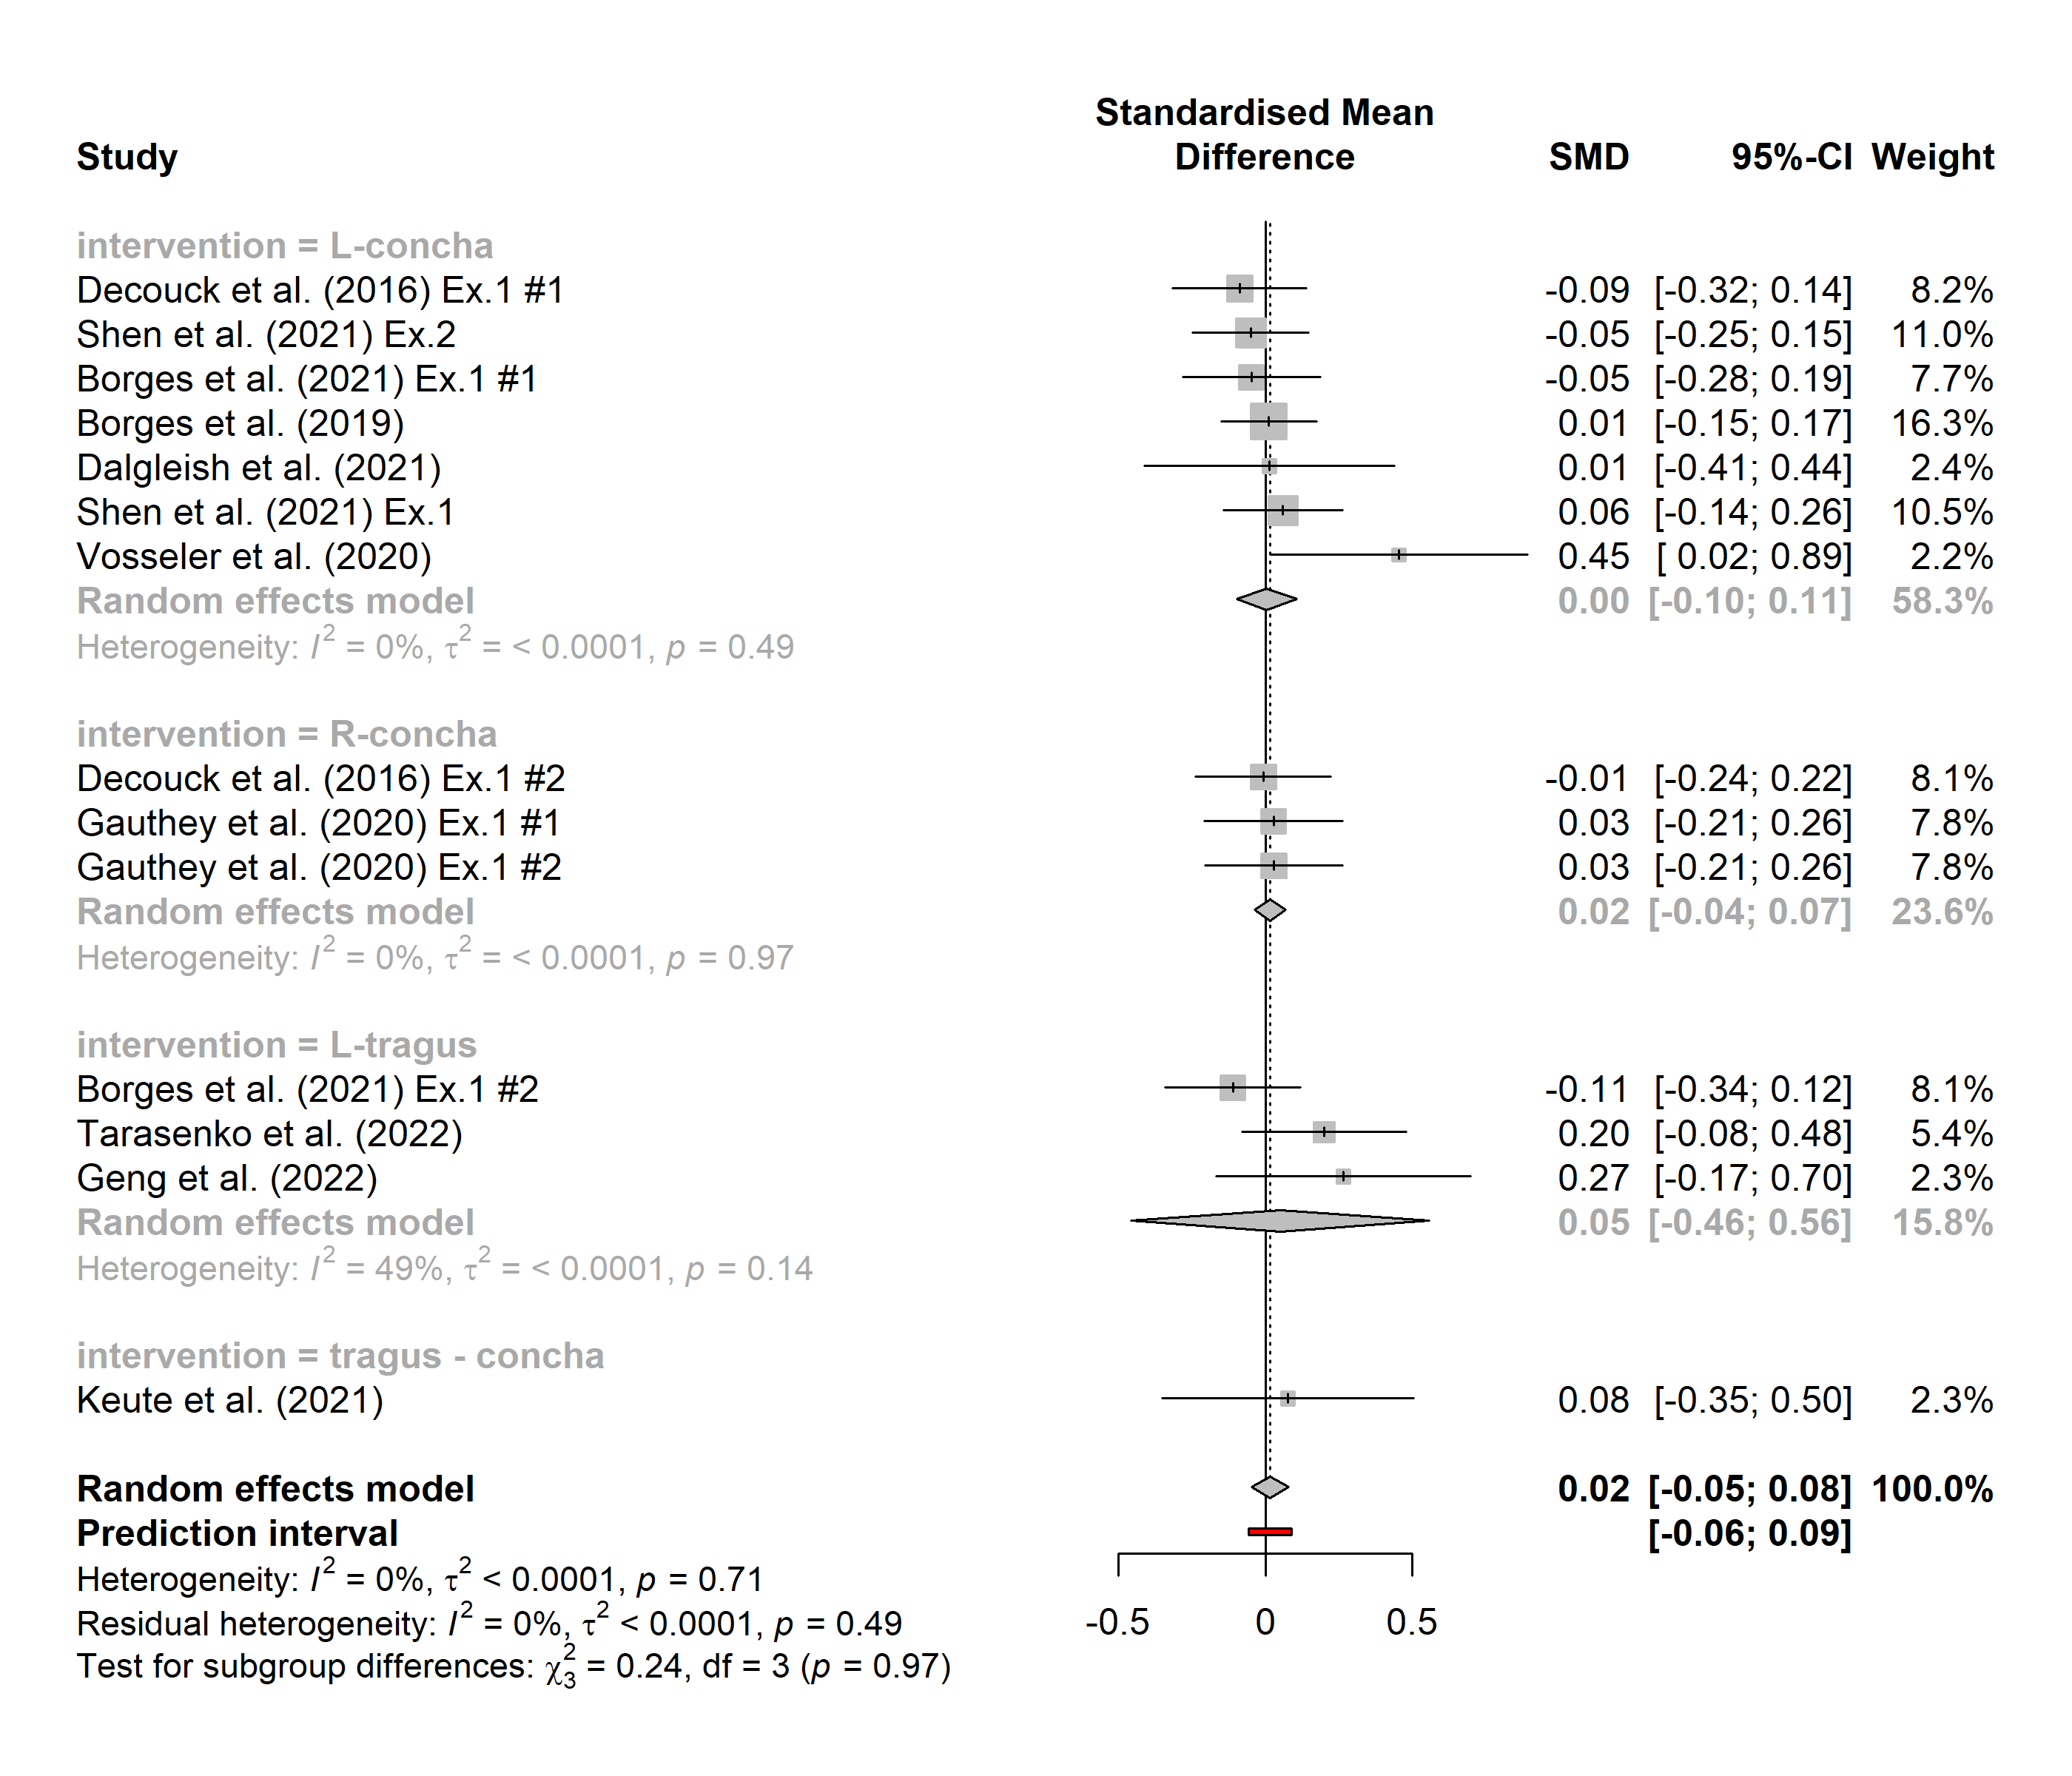 Standardised Mean
Study Difference SMD 95%-CI Weight
intervention = L-concha
Decouck et al. (2016) Ex.1 #1 -0.09 [-0.32; 0.14] 8.2%
Shen et al. (2021) Ex.2 -0.05 [-0.25; 0.15] 11.0%
Borges et al. (2021) Ex.1 #1 -0.05 [-0.28; 0.19] 7.7%
Borges et al. (2019) 0.01 [-0.15; 0.17] 16.3%
Dalgleish et al. (2021) 0.01 [-0.41; 0.44] 2.4%
Shen et al. (2021) Ex.1 0.06 [-0.14; 0.26] 10.5%
Vosseler et al. (2020) 0.45 [ 0.02; 0.89] 2.2%
Random effects model 0.00 [-0.10; 0.11] 58.3%
Heterogeneity: I² = 0%, τ² = < 0.0001, p = 0.49
intervention = R-concha
Decouck et al. (2016) Ex.1 #2 -0.01 [-0.24; 0.22] 8.1%
Gauthey et al. (2020) Ex.1 #1 0.03 [-0.21; 0.26] 7.8%
Gauthey et al. (2020) Ex.1 #2 0.03 [-0.21; 0.26] 7.8%
Random effects model 0.02 [-0.04; 0.07] 23.6%
Heterogeneity: I² = 0%, τ² = < 0.0001, p = 0.97
intervention = L-tragus
Borges et al. (2021) Ex.1 #2 -0.11 [-0.34; 0.12] 8.1%
Tarasenko et al. (2022) 0.20 [-0.08; 0.48] 5.4%
Geng et al. (2022) 0.27 [-0.17; 0.70] 2.3%
Random effects model 0.05 [-0.46; 0.56] 15.8%
Heterogeneity: I² = 49%, τ² = < 0.0001, p = 0.14
intervention = tragus - concha
Keute et al. (2021) 0.08 [-0.35; 0.50] 2.3%
Random effects model 0.02 [-0.05; 0.08] 100.0%
Prediction interval [-0.06; 0.09]
Heterogeneity: I² = 0%, τ² < 0.0001, p = 0.71
Residual heterogeneity: I² = 0%, τ² < 0.0001, p = 0.49 -0.5 0 0.5
Test for subgroup differences: χ²₃ = 0.24, df = 3 (p = 0.97)